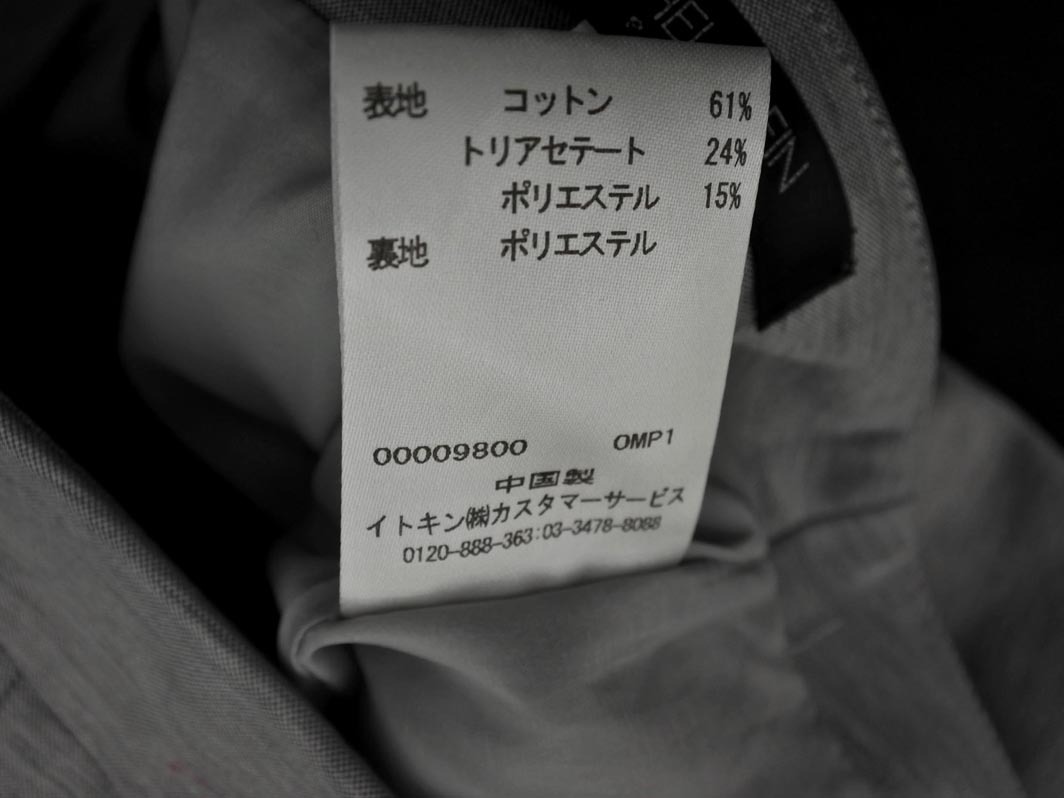 表地 コットン 61%
トリアセテート 24%
ポリエステル 15%
裏地 ポリエステル
00009800 OMP1
中国製
イトキン㈱カスタマーサービス
0120-888-363:03-3478-8088